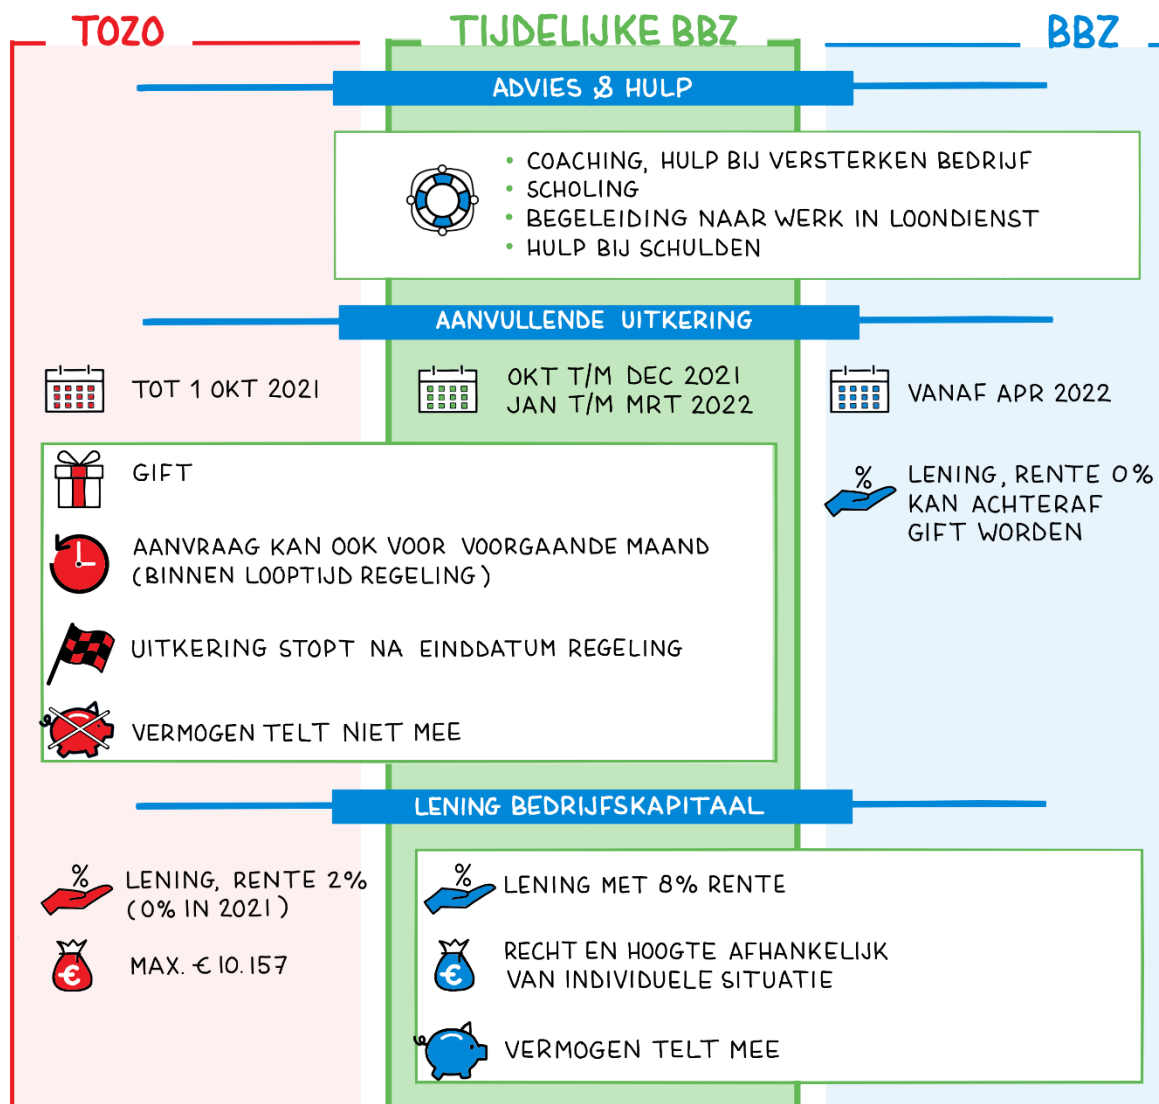 TOZO
TIJDELIJKE BBZ
BBZ
ADVIES & HULP
• COACHING, HULP BIJ VERSTERKEN BEDRIJF
• SCHOLING
• BEGELEIDING NAAR WERK IN LOONDIENST
• HULP BIJ SCHULDEN
AANVULLENDE UITKERING
TOT 1 OKT 2021
OKT T/M DEC 2021
JAN T/M MRT 2022
VANAF APR 2022
GIFT
AANVRAAG KAN OOK VOOR VOORGAANDE MAAND
(BINNEN LOOPTIJD REGELING)
UITKERING STOPT NA EINDDATUM REGELING
VERMOGEN TELT NIET MEE
%
LENING, RENTE 0%
KAN ACHTERAF
GIFT WORDEN
LENING BEDRIJFSKAPITAAL
%
LENING, RENTE 2%
(0% IN 2021)
€
MAX. € 10.157
%
LENING MET 8% RENTE
€
RECHT EN HOOGTE AFHANKELIJK
VAN INDIVIDUELE SITUATIE
VERMOGEN TELT MEE